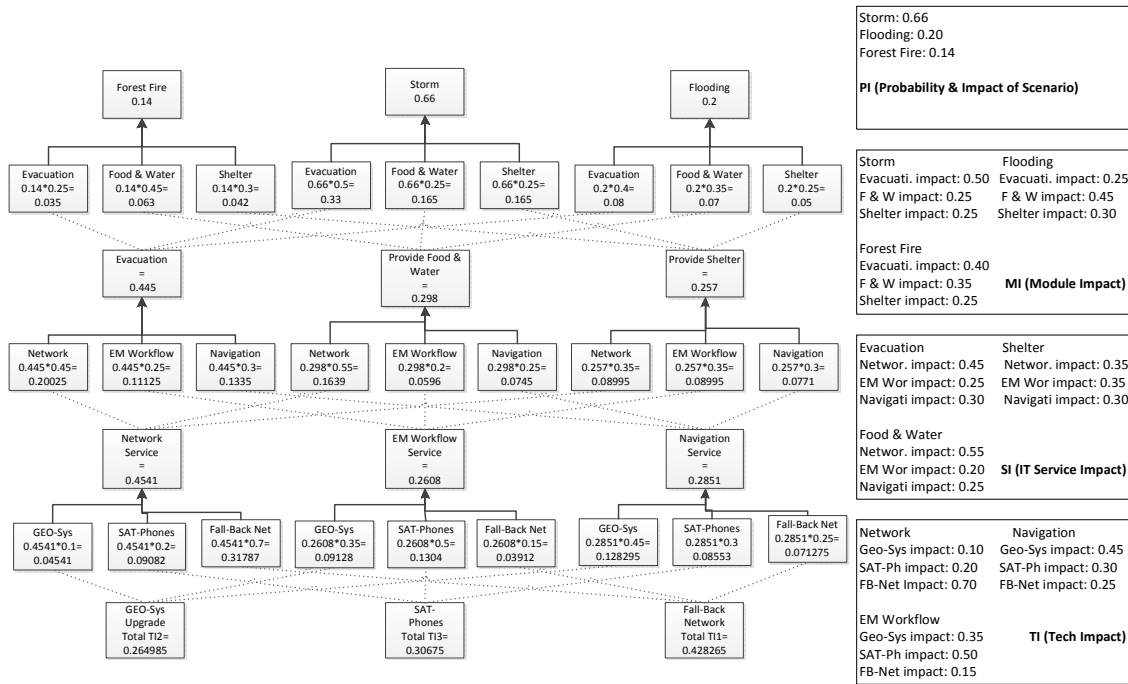 Forest Fire
0.14
Storm
0.66
Flooding
0.2
Evacuation
0.14*0.25=
0.035
Food & Water
0.14*0.45=
0.063
Shelter
0.14*0.3=
0.042
Evacuation
0.66*0.5=
0.33
Food & Water
0.66*0.25=
0.165
Shelter
0.66*0.25=
0.165
Evacuation
0.2*0.4=
0.08
Food & Water
0.2*0.35=
0.07
Shelter
0.2*0.25=
0.05
Evacuation
=
0.445
Provide Food &
Water
=
0.298
Provide Shelter
=
0.257
Network
0.445*0.45=
0.20025
EM Workflow
0.445*0.25=
0.11125
Navigation
0.445*0.3=
0.1335
Network
0.298*0.55=
0.1639
EM Workflow
0.298*0.2=
0.0596
Navigation
0.298*0.25=
0.0745
Network
0.257*0.35=
0.08995
EM Workflow
0.257*0.35=
0.08995
Navigation
0.257*0.3=
0.0771
Network
Service
=
0.4541
EM Workflow
Service
=
0.2608
Navigation
Service
=
0.2851
GEO-Sys
0.4541*0.1=
0.04541
SAT-Phones
0.4541*0.2=
0.09082
Fall-Back Net
0.4541*0.7=
0.31787
GEO-Sys
0.2608*0.35=
0.09128
SAT-Phones
0.2608*0.5=
0.1304
Fall-Back Net
0.2608*0.15=
0.03912
GEO-Sys
0.2851*0.45=
0.128295
SAT-Phones
0.2851*0.3
0.08553
Fall-Back Net
0.2851*0.25=
0.071275
GEO-Sys
Upgrade
Total TI2=
0.264985
SAT-
Phones
Total TI3=
0.30675
Fall-Back
Network
Total TI1=
0.428265
Storm: 0.66
Flooding: 0.20
Forest Fire: 0.14
PI (Probability & Impact of Scenario)
Storm Flooding
Evacuati. impact: 0.50 Evacuati. impact: 0.25
F & W impact: 0.25 F & W impact: 0.45
Shelter impact: 0.25 Shelter impact: 0.30
Forest Fire
Evacuati. impact: 0.40
F & W impact: 0.35 MI (Module Impact)
Shelter impact: 0.25
Evacuation Shelter
Networ. impact: 0.45 Networ. impact: 0.35
EM Wor impact: 0.25 EM Wor impact: 0.35
Navigati impact: 0.30 Navigati impact: 0.30
Food & Water
Networ. impact: 0.55
EM Wor impact: 0.20 SI (IT Service Impact)
Navigati impact: 0.25
Network Navigation
Geo-Sys impact: 0.10 Geo-Sys impact: 0.45
SAT-Ph impact: 0.20 SAT-Ph impact: 0.30
FB-Net Impact: 0.70 FB-Net impact: 0.25
EM Workflow
Geo-Sys impact: 0.35 TI (Tech Impact)
SAT-Ph impact: 0.50
FB-Net impact: 0.15